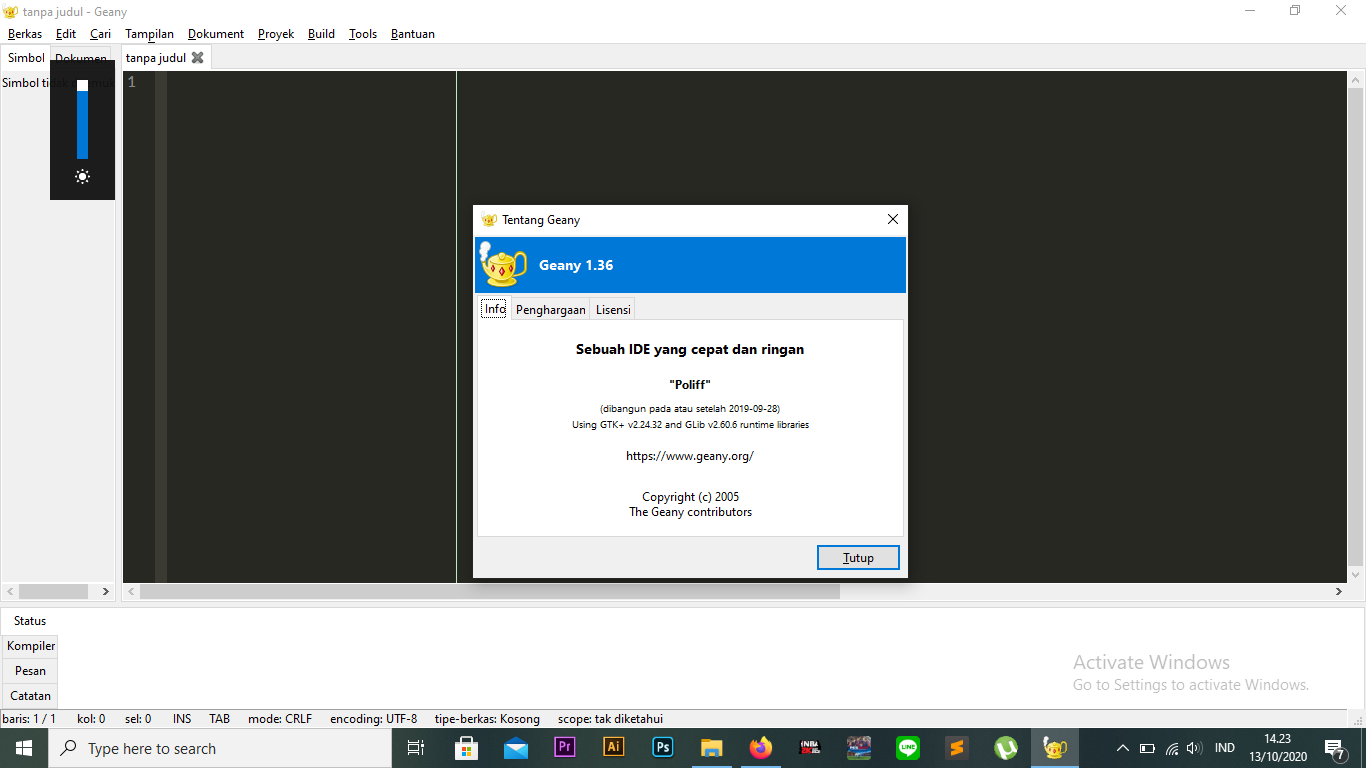 tanpa judul - Geany
Berkas Edit Cari Tampilan Dokument Proyek Build Tools Bantuan
Simbol Dokumen tanpa judul
Simbol
1
Tentang Geany
Geany 1.36
Info Penghargaan Lisensi
Sebuah IDE yang cepat dan ringan
"Poliff"
(dibangun pada atau setelah 2019-09-28)
Using GTK+ v2.24.32 and GLib v2.60.6 runtime libraries
https://www.geany.org/
Copyright (c) 2005
The Geany contributors
Tutup
Status
Kompiler
Pesan
Catatan
Activate Windows
Go to Settings to activate Windows.
baris: 1 / 1 kol: 0 sel: 0 INS TAB mode: CRLF encoding: UTF-8 tipe-berkas: Kosong scope: tak diketahui
Type here to search
Pr Ai Ps LINE IND
14.23
13/10/2020
7